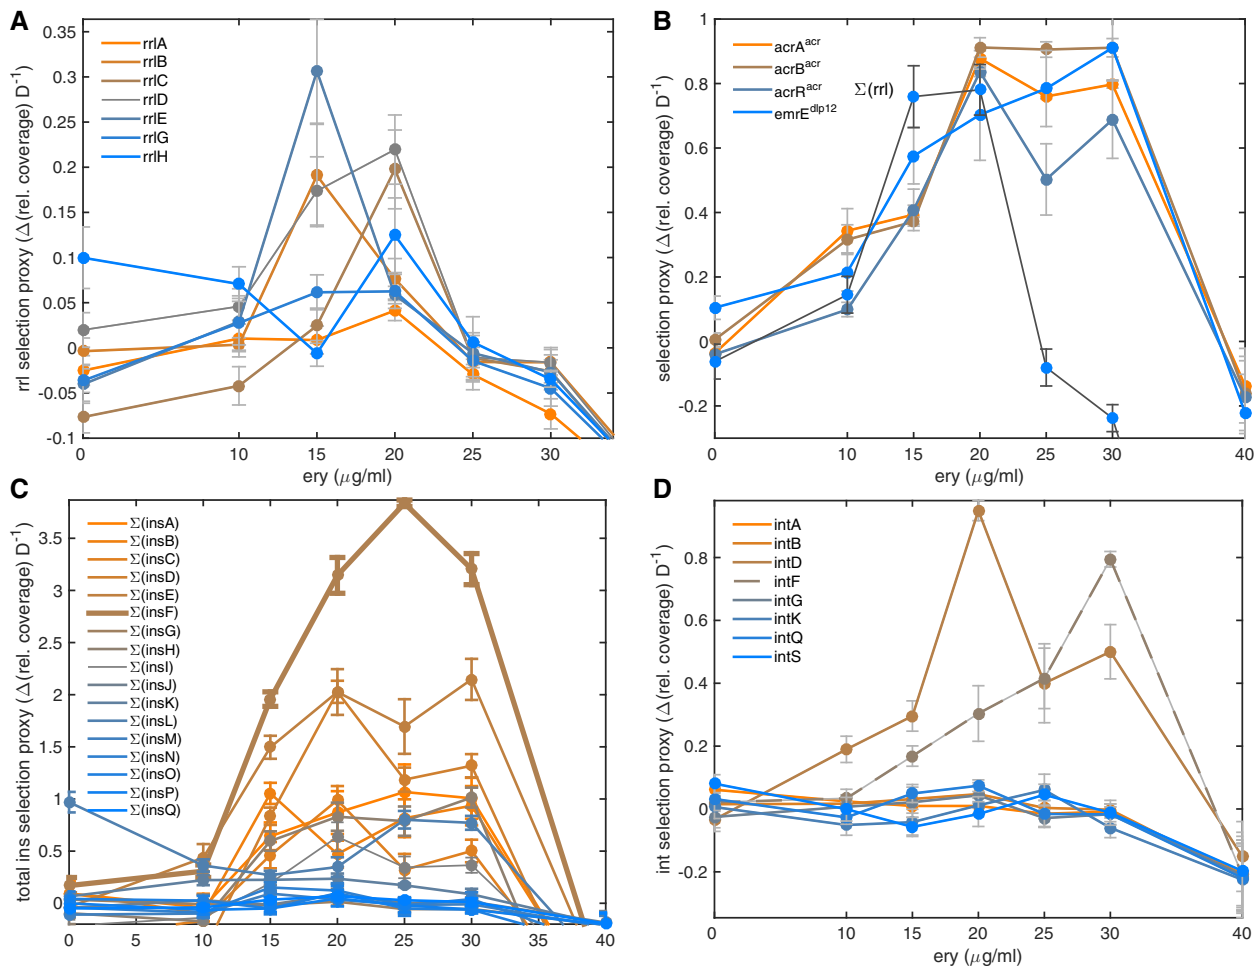 A
rrl selection proxy (Δ(rel. coverage) D⁻¹)
0.35
0.3
0.25
0.2
0.15
0.1
0.05
0
-0.05
-0.1
rrlA
rrlB
rrlC
rrlD
rrlE
rrlG
rrlH
0
10
15
20
25
30
ery (μg/ml)
B
selection proxy (Δ(rel. coverage) D⁻¹)
1
0.8
0.6
0.4
0.2
0
-0.2
acrA^acr
acrB^acr
acrR^acr
emrE^dlp12
Σ(rrl)
0
10
15
20
25
30
40
ery (μg/ml)
C
total ins selection proxy (Δ(rel. coverage) D⁻¹)
3.5
3
2.5
2
1.5
1
0.5
0
Σ(insA)
Σ(insB)
Σ(insC)
Σ(insD)
Σ(insE)
Σ(insF)
Σ(insG)
Σ(insH)
Σ(insI)
Σ(insJ)
Σ(insK)
Σ(insL)
Σ(insM)
Σ(insN)
Σ(insO)
Σ(insP)
Σ(insQ)
0
5
10
15
20
25
30
35
40
D
int selection proxy (Δ(rel. coverage) D⁻¹)
0.8
0.6
0.4
0.2
0
-0.2
intA
intB
intD
intF
intG
intK
intQ
intS
0
10
15
20
25
30
40
ery (μg/ml)